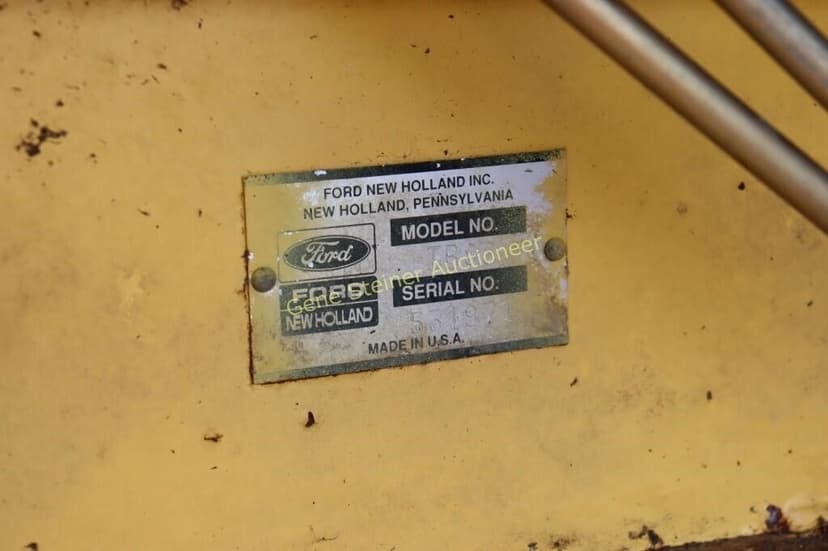 FORD NEW HOLLAND INC.
NEW HOLLAND, PENNSYLVANIA
Ford
FORD
NEW HOLLAND
MODEL NO.
SERIAL NO.
MADE IN U.S.A.
Gene Steiner Auctioneer